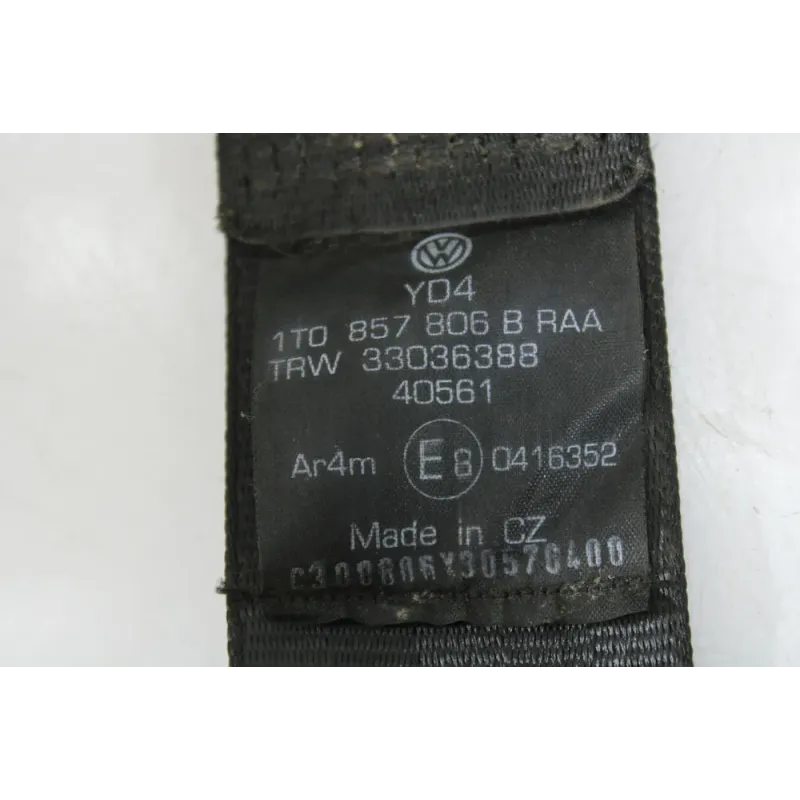 YD4
1T0 857 806 B RAA
TRW 33036388
40561
Ar4m E8 0416352
Made in CZ